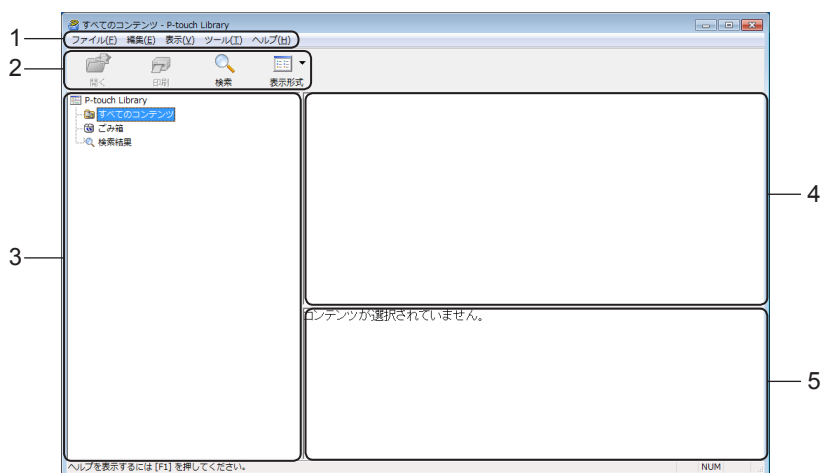 すべてのコンテンツ - P-touch Library
1
ファイル(F) 編集(E) 表示(V) ツール(T) ヘルプ(H)
2
開く 印刷 検索 表示形式
P-touch Library
すべてのコンテンツ
ごみ箱
検索結果
3
4
コンテンツが選択されていません。
5
ヘルプを表示するには [F1] を押してください。 NUM